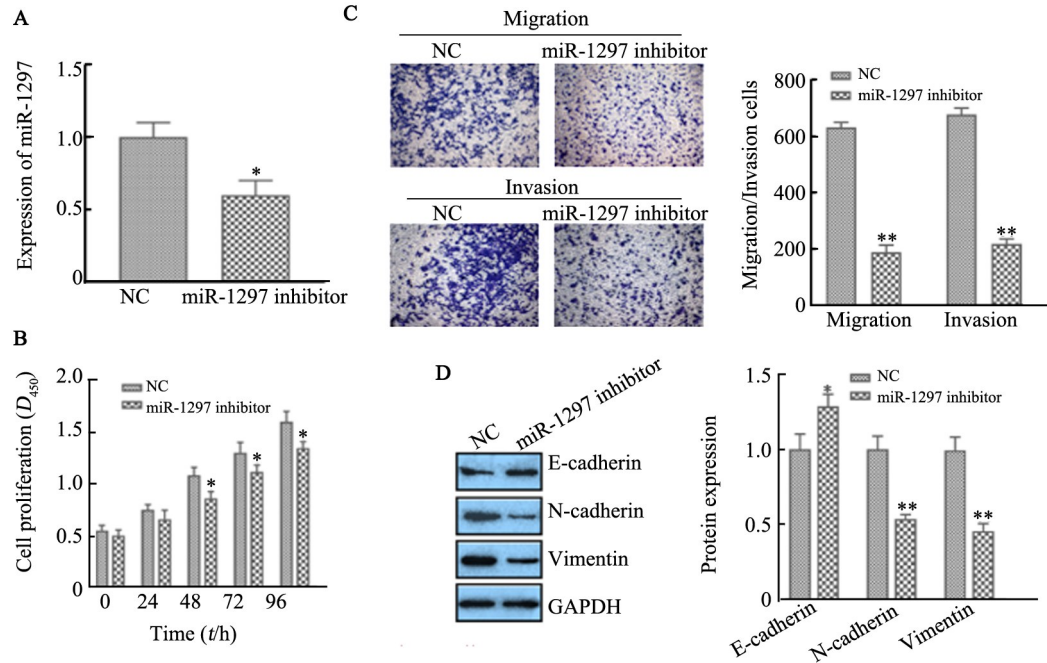 A
Expression of miR-1297
1.5
1.0
0.5
0
*
NC
miR-1297 inhibitor
B
Cell proliferation (D450)
2.0
1.5
1.0
0.5
0
NC
miR-1297 inhibitor
*
*
*
0 24 48 72 96
Time (t/h)
C
Migration
NC miR-1297 inhibitor
Invasion
NC miR-1297 inhibitor
Migration/Invasion cells
800
600
400
200
0
NC
miR-1297 inhibitor
**
**
Migration Invasion
D
NC miR-1297 inhibitor
E-cadherin
N-cadherin
Vimentin
GAPDH
Protein expression
1.5
1.0
0.5
0
NC
miR-1297 inhibitor
*
**
**
E-cadherin N-cadherin Vimentin